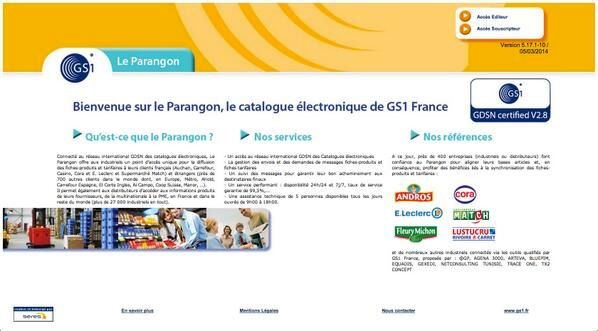 Accès Editeur
Accès Souscripteur
Version 5.17.1-10 /
05/03/2014
GS1
Le Parangon
GS1
GDSN certified V2.8
Bienvenue sur le Parangon, le catalogue électronique de GS1 France
Qu'est-ce que le Parangon ?
Connecté au réseau international GDSN des catalogues électroniques, Le
Parangon offre aux industriels un point d'accès unique pour la diffusion
des fiches produits et tarifaires à leurs clients français (Auchan, Carrefour,
Casino, Cora et E. Leclerc et Supermarché Match) et étrangers (près de
700 autres clients dans le monde dont, en Europe, Métro, Ahold,
Carrefour Espagne, El Corte Ingles, Al Campo, Coop Suisse, Manor, ...).
Il permet également aux distributeurs d'accéder aux informations produits
de leurs fournisseurs, de la multinationale à la PME, en France et dans le
reste du monde (plus de 27 000 industriels en tout).
Nos services
- Un accès au réseau international GDSN des Catalogues électroniques
- La gestion des envois et des demandes de messages fiches produits et
fiches tarifaires
- Un suivi des messages pour garantir leur bon acheminement aux
destinataires finaux
- Un service performant : disponibilité 24h/24 et 7j/7, taux de service
garantie de 99,5%,...
- Une assistance technique de 5 personnes disponible tous les jours
ouvrés de 9h00 à 18h00.
Nos références
A ce jour, près de 400 entreprises (industriels ou distributeurs) font
confiance au Parangon pour aligner leurs bases articles et, en
conséquence, profiter des bénéfices liés à la synchronisation des fiches-
produits et tarifaires :
ANDROS
cora
E.Leclerc
MATCH
Fleury Michon
LUSTUCRU
RIVOIRE & CARRET
et de nombreux autres industriels connectés via les outils qualifiés par
GS1 France, proposés par : @GP, AGENA 3000, ARTEVA, BLUEPIM,
EQUADIS, GEXEDI, NETCONSULTING TUNISIE, TRACE ONE, TX2
CONCEPT
seres
En savoir plus
Mentions Légales
Nous contacter
www.gs1.fr